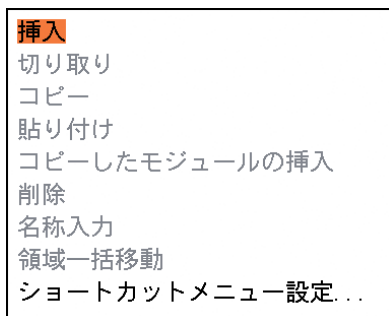 挿入
切り取り
コピー
貼り付け
コピーしたモジュールの挿入
削除
名称入力
領域一括移動
ショートカットメニュー設定...